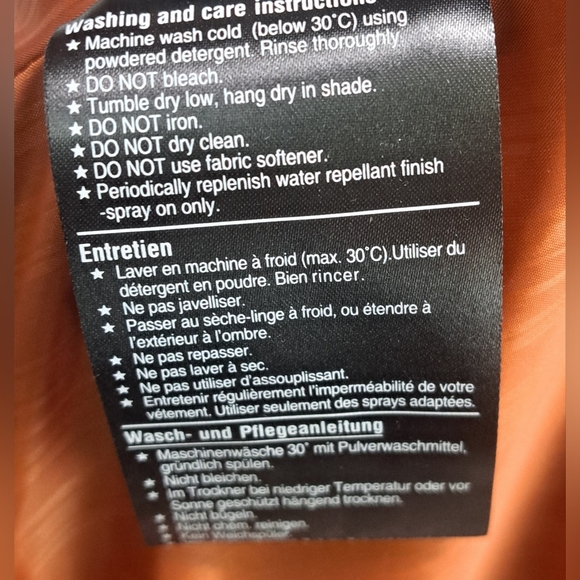 Washing and care instructions
★ Machine wash cold (below 30°C) using
powdered detergent. Rinse thoroughly
★ DO NOT bleach.
★ Tumble dry low, hang dry in shade.
★ DO NOT iron.
★ DO NOT dry clean.
★ DO NOT use fabric softener.
★ Periodically replenish water repellant finish
-spray on only.
Entretien
★ Laver en machine à froid (max. 30°C).Utiliser du
détergent en poudre. Bien rincer.
★ Ne pas javelliser.
★ Passer au sèche-linge à froid, ou étendre à
l'extérieur à l'ombre.
★ Ne pas repasser.
★ Ne pas laver à sec.
★ Ne pas utiliser d'assouplissant.
★ Entretenir régulièrement l'imperméabilité de votre
vétement. Utiliser seulement des sprays adaptées.
Wasch- und Pflegeanleitung
★ Maschinenwäsche 30° mit Pulverwaschmittel,
gründlich spülen.
★ Nicht bleichen.
★ Im Trockner bei niedriger Temperatur oder vor
Sonne geschützt hängend trocknen.
★ Nicht bügeln.
★ Nicht chem. reinigen.
★ Kein Weichspüler.